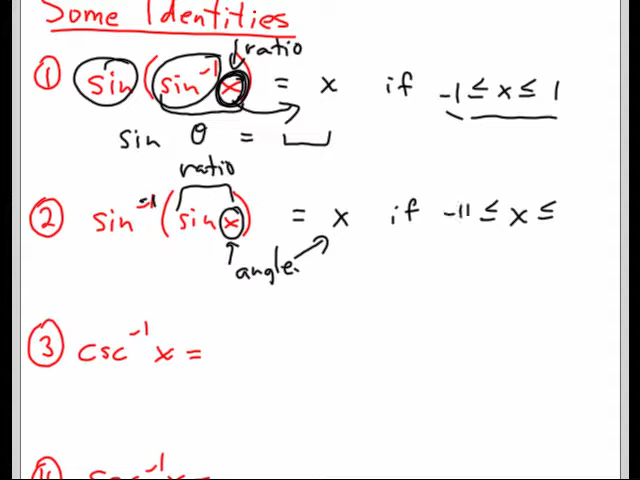 Some Identities
ratio
① sin (sin⁻¹ x) = x if -1 ≤ x ≤ 1
sin θ =
ratio
② sin⁻¹ (sin x) = x if -11 ≤ x ≤
angle
③ csc⁻¹ x =